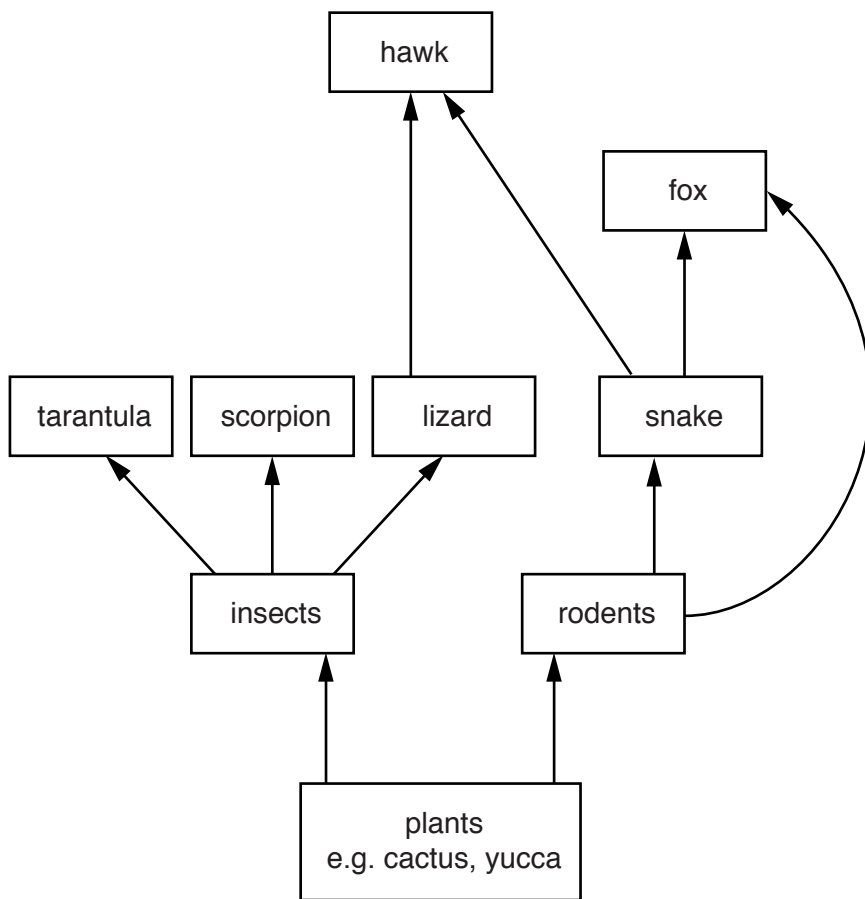 hawk
fox
tarantula
scorpion
lizard
snake
insects
rodents
plants
e.g. cactus, yucca